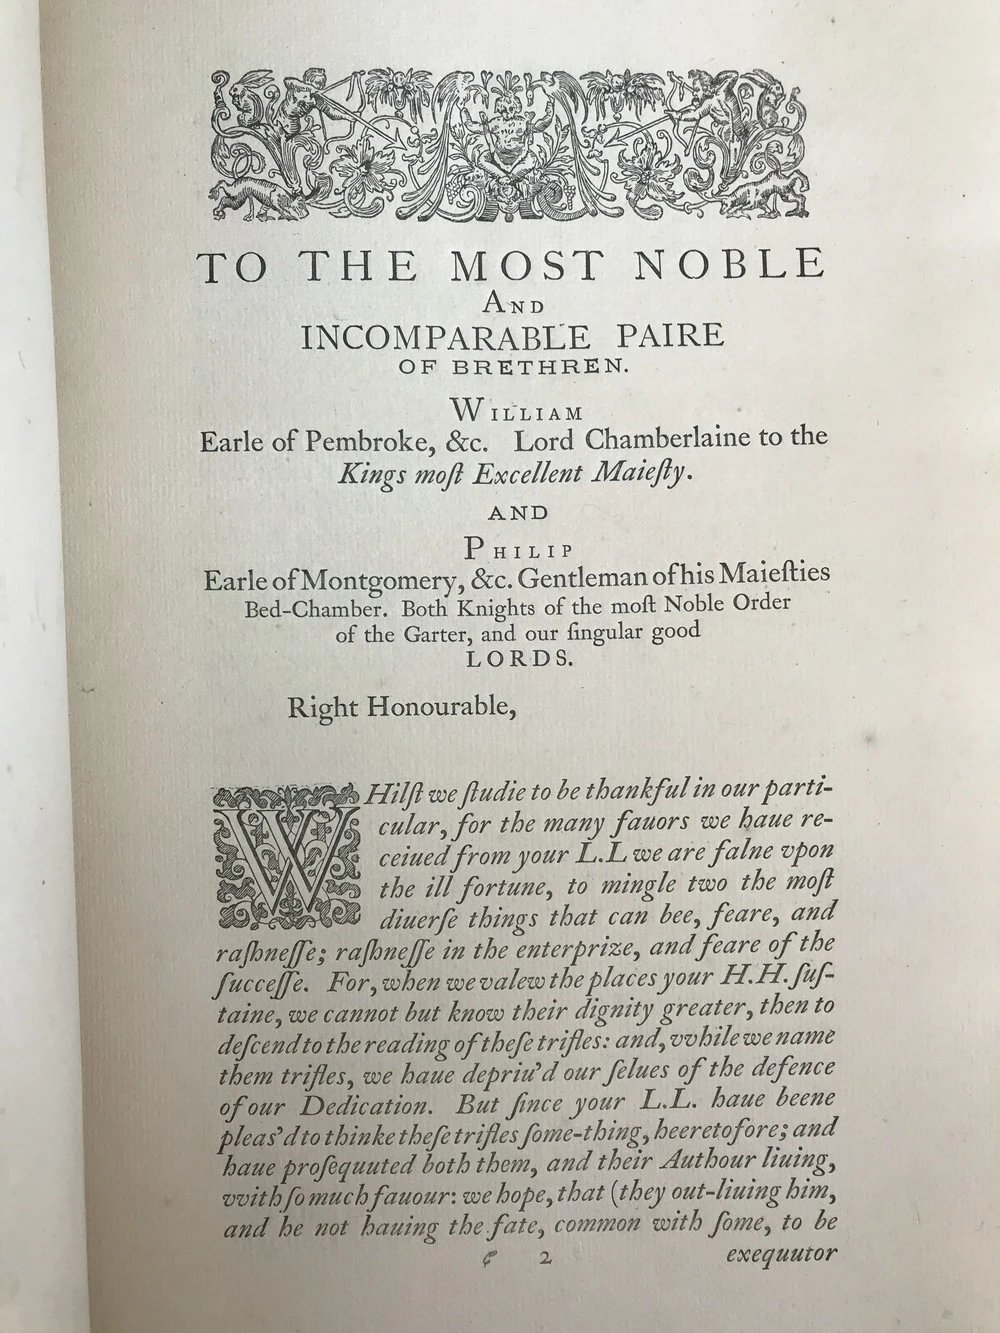 TO THE MOST NOBLE
AND
INCOMPARABLE PAIRE
OF BRETHREN.
WILLIAM
Earle of Pembroke, &c. Lord Chamberlaine to the
Kings moſt Excellent Maieſty.
AND
PHILIP
Earle of Montgomery, &c. Gentleman of his Maieſties
Bed-Chamber. Both Knights of the moſt Noble Order
of the Garter, and our ſingular good
LORDS.
Right Honourable,
WHilſt we ſtudie to be thankful in our parti-
cular, for the many fauors we haue re-
ceiued from your L.L we are falne vpon
the ill fortune, to mingle two the moſt
diuerſe things that can bee, feare, and
raſhneſſe; raſhneſſe in the enterprize, and feare of the
ſucceſſe. For, when we valew the places your H.H. ſuſ-
taine, we cannot but know their dignity greater, then to
deſcend to the reading of theſe trifles: and, vvhile we name
them trifles, we haue depriu'd our ſelues of the defence
of our Dedication. But ſince your L.L. haue beene
pleas'd to thinke theſe trifles ſome-thing, heeretofore; and
haue proſequuted both them, and their Authour liuing,
vvith ſo much fauour: we hope, that (they out-liuing him,
and he not hauing the fate, common with ſome, to be
2
exequutor